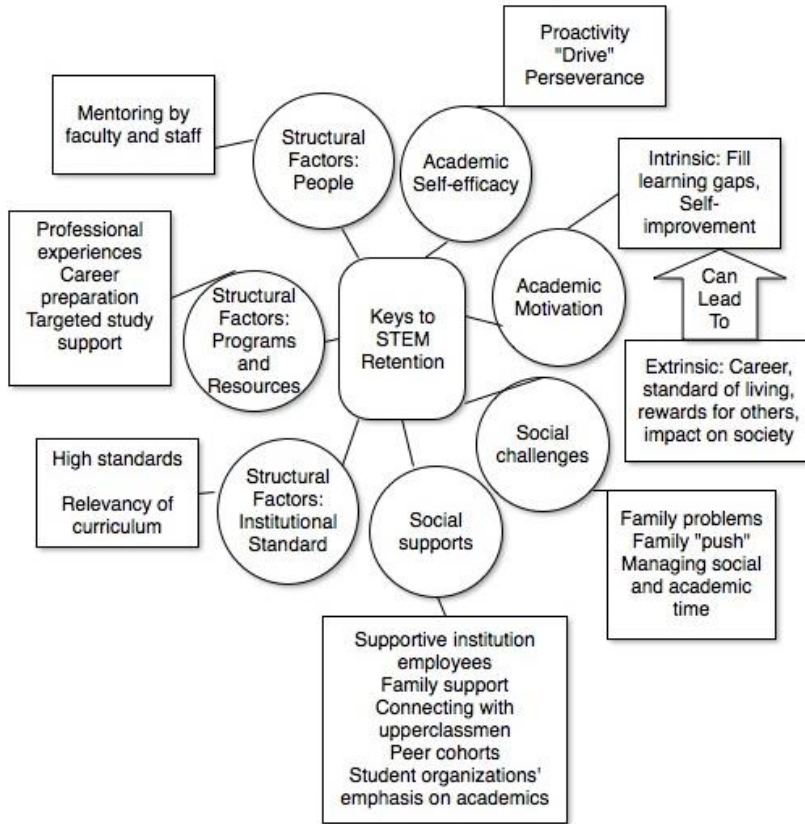 Keys to
STEM
Retention
Proactivity
"Drive"
Perseverance
Academic
Self-efficacy
Intrinsic: Fill
learning gaps,
Self-
improvement
Academic
Motivation
Can
Lead
To
Extrinsic: Career,
standard of living,
rewards for others,
impact on society
Social
challenges
Family problems
Family "push"
Managing social
and academic
time
Social
supports
Supportive institution
employees
Family support
Connecting with
upperclassmen
Peer cohorts
Student organizations'
emphasis on academics
Structural
Factors:
Institutional
Standard
High standards
Relevancy of
curriculum
Structural
Factors:
Programs and
Resources
Professional
experiences
Career
preparation
Targeted study
support
Structural
Factors:
People
Mentoring by
faculty and staff